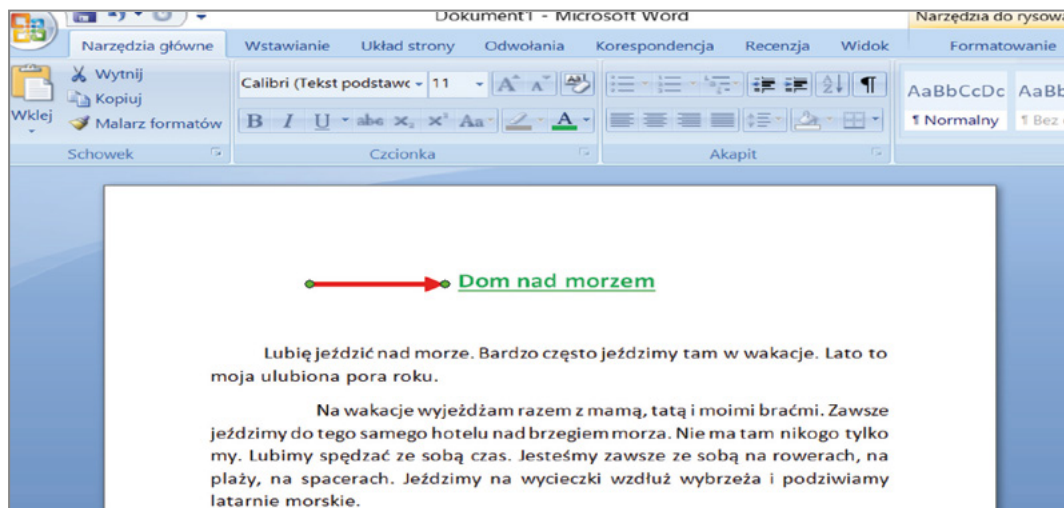 Dokument1 - Microsoft Word
Narzędzia do rysowa
Narzędzia główne Wstawianie Układ strony Odwołania Korespondencja Recenzja Widok Formatowanie
Wklej
Wytnij
Kopiuj
Malarz formatów
Schowek
Calibri (Tekst podstawc 11 A A
B I U abe x₂ x² Aa A
Czcionka
Akapit
AaBbCcDc AaBb
¶ Normalny ¶ Bez
Dom nad morzem
Lubię jeździć nad morze. Bardzo często jeździmy tam w wakacje. Lato to
moja ulubiona pora roku.
Na wakacje wyjeżdżam razem z mamą, tatą i moimi braćmi. Zawsze
jeździmy do tego samego hotelu nad brzegiem morza. Nie ma tam nikogo tylko
my. Lubimy spędzać ze sobą czas. Jesteśmy zawsze ze sobą na rowerach, na
plaży, na spacerach. Jeździmy na wycieczki wzdłuż wybrzeża i podziwiamy
latarnie morskie.